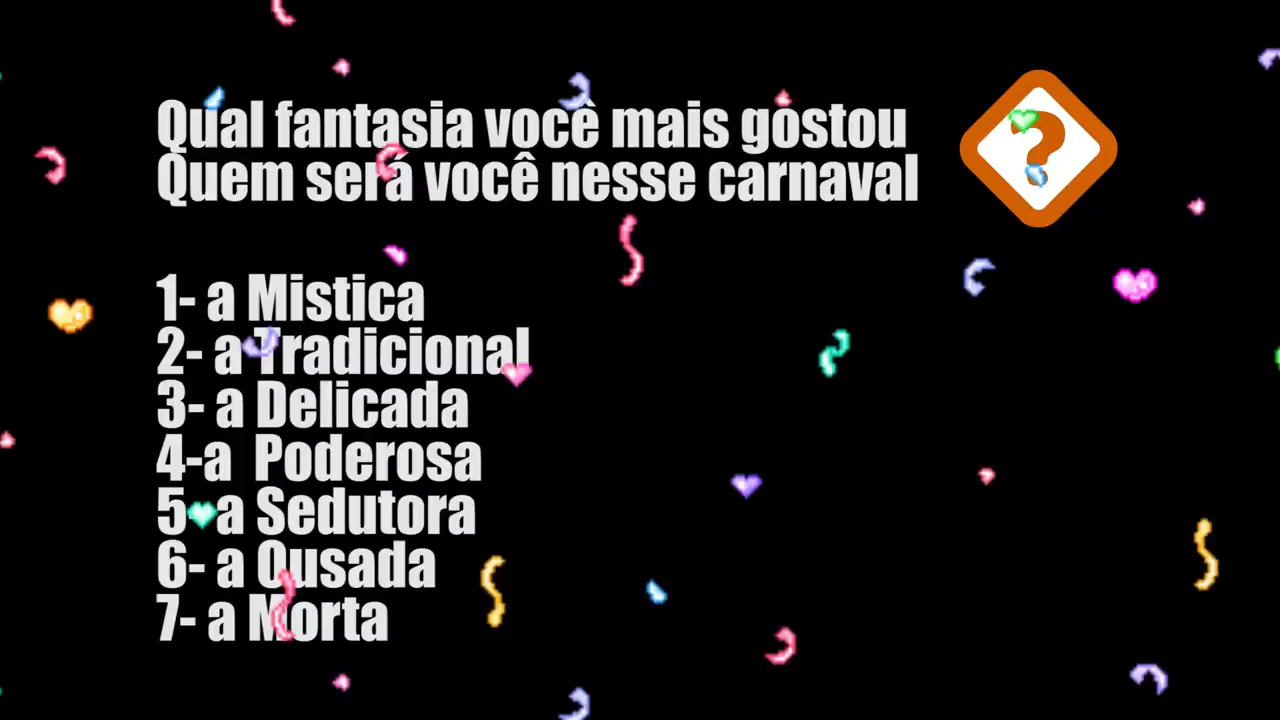 Qual fantasia você mais gostou
Quem será você nesse carnaval
?
1- a Mistica
2- a Tradicional
3- a Delicada
4-a  Poderosa
5- a Sedutora
6- a Ousada
7- a Morta